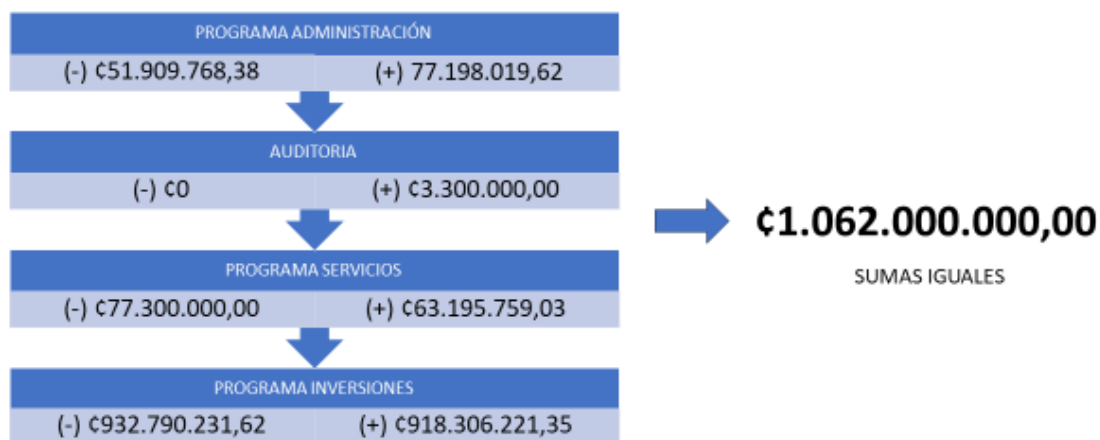 PROGRAMA ADMINISTRACIÓN
(-) ¢51.909.768,38 (+) 77.198.019,62
AUDITORIA
(-) ¢0 (+) ¢3.300.000,00
PROGRAMA SERVICIOS
(-) ¢77.300.000,00 (+) ¢63.195.759,03
PROGRAMA INVERSIONES
(-) ¢932.790.231,62 (+) ¢918.306.221,35
¢1.062.000.000,00
SUMAS IGUALES